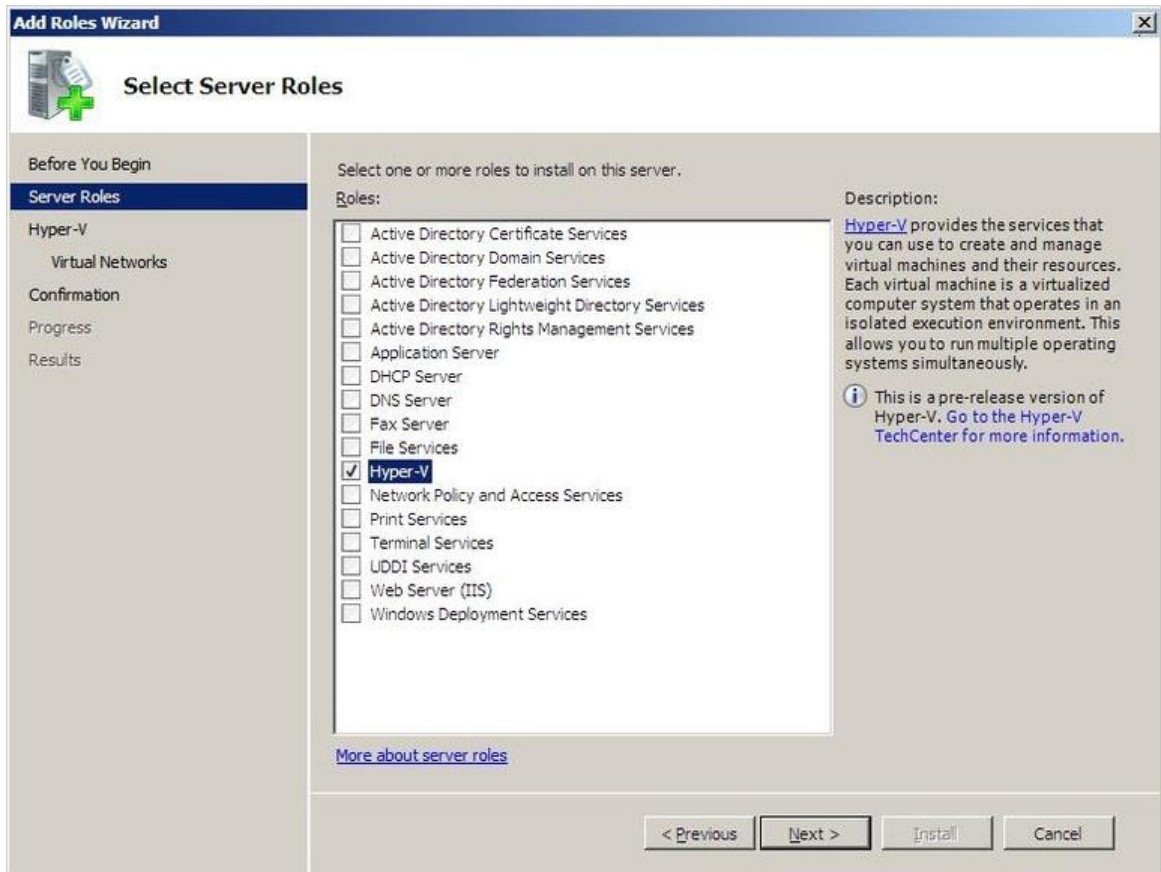 Add Roles Wizard
Select Server Roles
Before You Begin
Server Roles
Hyper-V
Virtual Networks
Confirmation
Progress
Results
Select one or more roles to install on this server.
Roles:
Active Directory Certificate Services
Active Directory Domain Services
Active Directory Federation Services
Active Directory Lightweight Directory Services
Active Directory Rights Management Services
Application Server
DHCP Server
DNS Server
Fax Server
File Services
Hyper-V
Network Policy and Access Services
Print Services
Terminal Services
UDDI Services
Web Server (IIS)
Windows Deployment Services
More about server roles
Description:
Hyper-V provides the services that
you can use to create and manage
virtual machines and their resources.
Each virtual machine is a virtualized
computer system that operates in an
isolated execution environment. This
allows you to run multiple operating
systems simultaneously.
This is a pre-release version of
Hyper-V. Go to the Hyper-V
TechCenter for more information.
< Previous
Next >
Install
Cancel